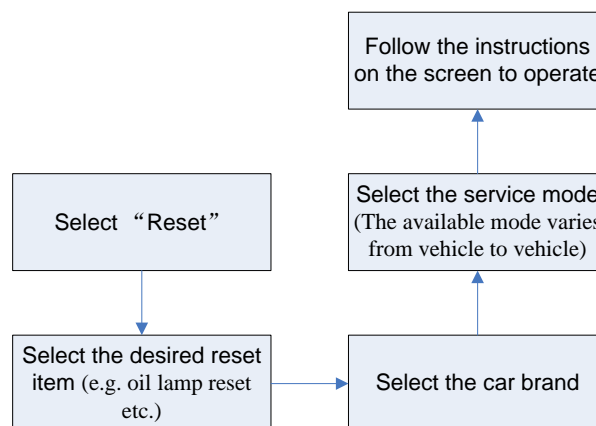 Select “Reset”
Select the desired reset
item (e.g. oil lamp reset
etc.)
Select the car brand
Select the service mode
(The available mode varies
from vehicle to vehicle)
Follow the instructions
on the screen to operate